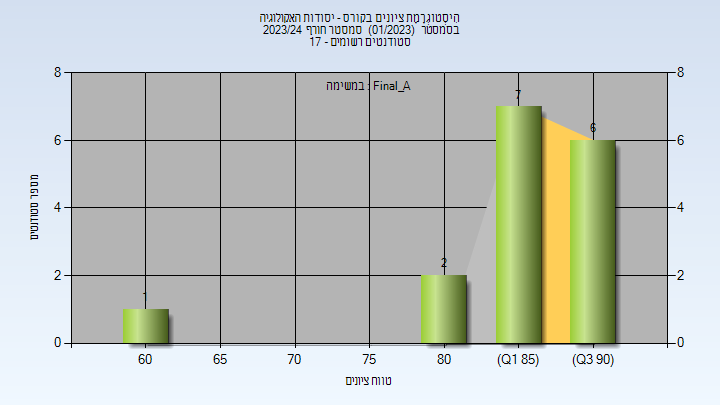 היסטוגרמת ציונים בקורס - יסודות האקולוגיה
בסמסטר (01/2023) סמסטר חורף 2023/24
סטודנטים רשומים - 17
במשימה : Final_A
מספר סטודנטים
8
6
4
2
0
8
6
4
2
0
1
2
7
6
60
65
70
75
80
(Q1 85)
(Q3 90)
טווח ציונים